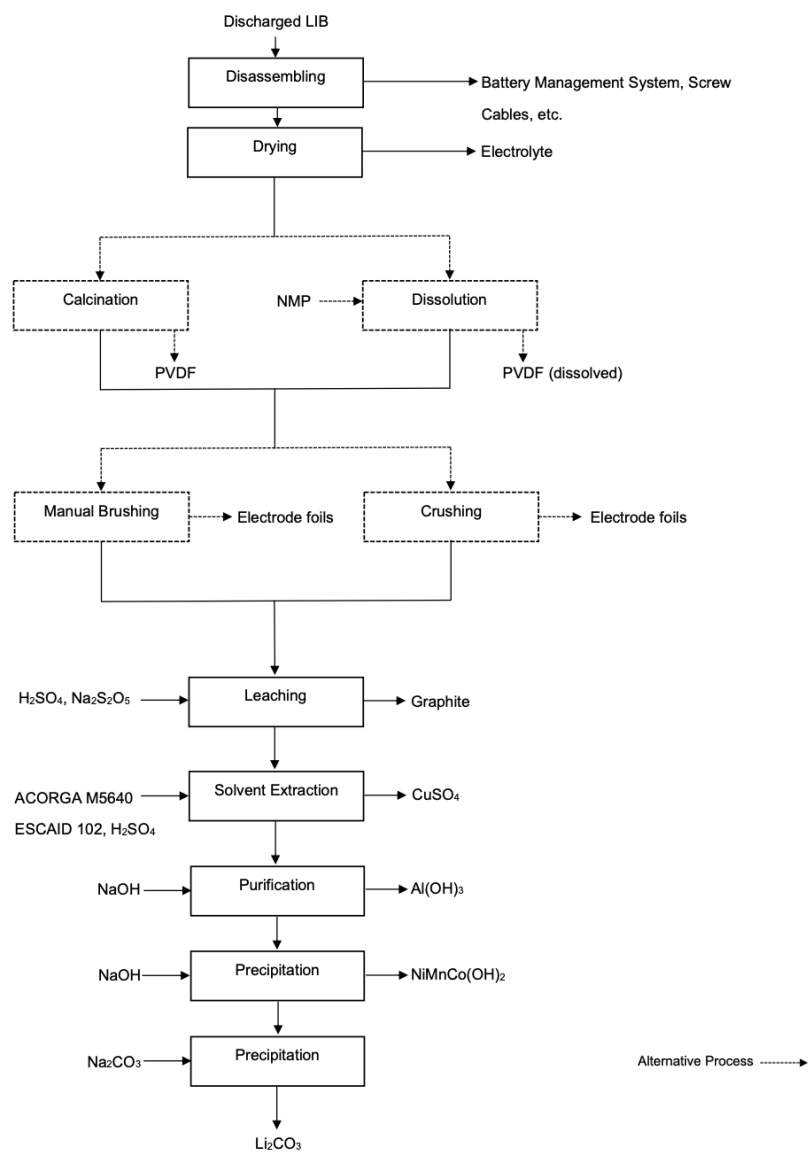 Discharged LIB
Disassembling
Battery Management System, Screw
Cables, etc.
Drying
Electrolyte
Calcination
NMP
Dissolution
PVDF
PVDF (dissolved)
Manual Brushing
Electrode foils
Crushing
Electrode foils
H₂SO₄, Na₂S₂O₅
Leaching
Graphite
ACORGA M5640
ESCAID 102, H₂SO₄
Solvent Extraction
CuSO₄
NaOH
Purification
Al(OH)₃
NaOH
Precipitation
NiMnCo(OH)₂
Na₂CO₃
Precipitation
Alternative Process
Li₂CO₃